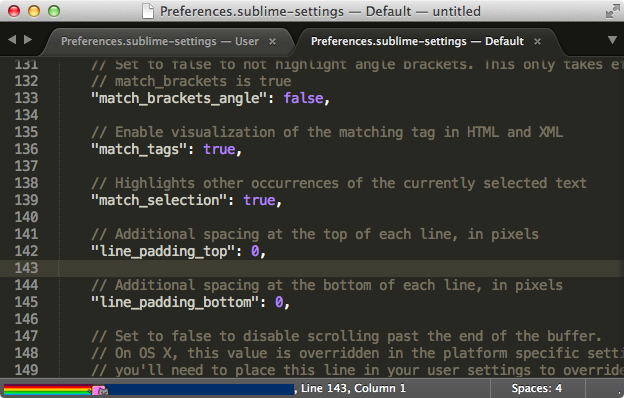 Preferences.sublime-settings — Default — untitled
Preferences.sublime-settings — User ×
Preferences.sublime-settings — Default ×
131 // Set to false to not highlight angle brackets. This only takes
132 // match_brackets is true
133 "match_brackets_angle": false,
134
135 // Enable visualization of the matching tag in HTML and XML
136 "match_tags": true,
137
138 // Highlights other occurrences of the currently selected text
139 "match_selection": true,
140
141 // Additional spacing at the top of each line, in pixels
142 "line_padding_top": 0,
143
144 // Additional spacing at the bottom of each line, in pixels
145 "line_padding_bottom": 0,
146
147 // Set to false to disable scrolling past the end of the buffer.
148 // On OS X, this value is overridden in the platform specific setti
149 // you'll need to place this line in your user settings to override
, Line 143, Column 1
Spaces: 4